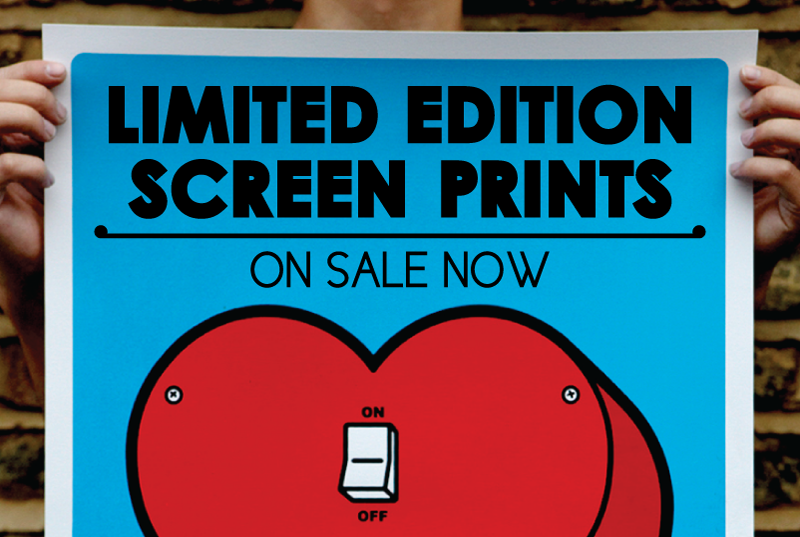 LIMITED EDITION
SCREEN PRINTS
ON SALE NOW
ON
OFF